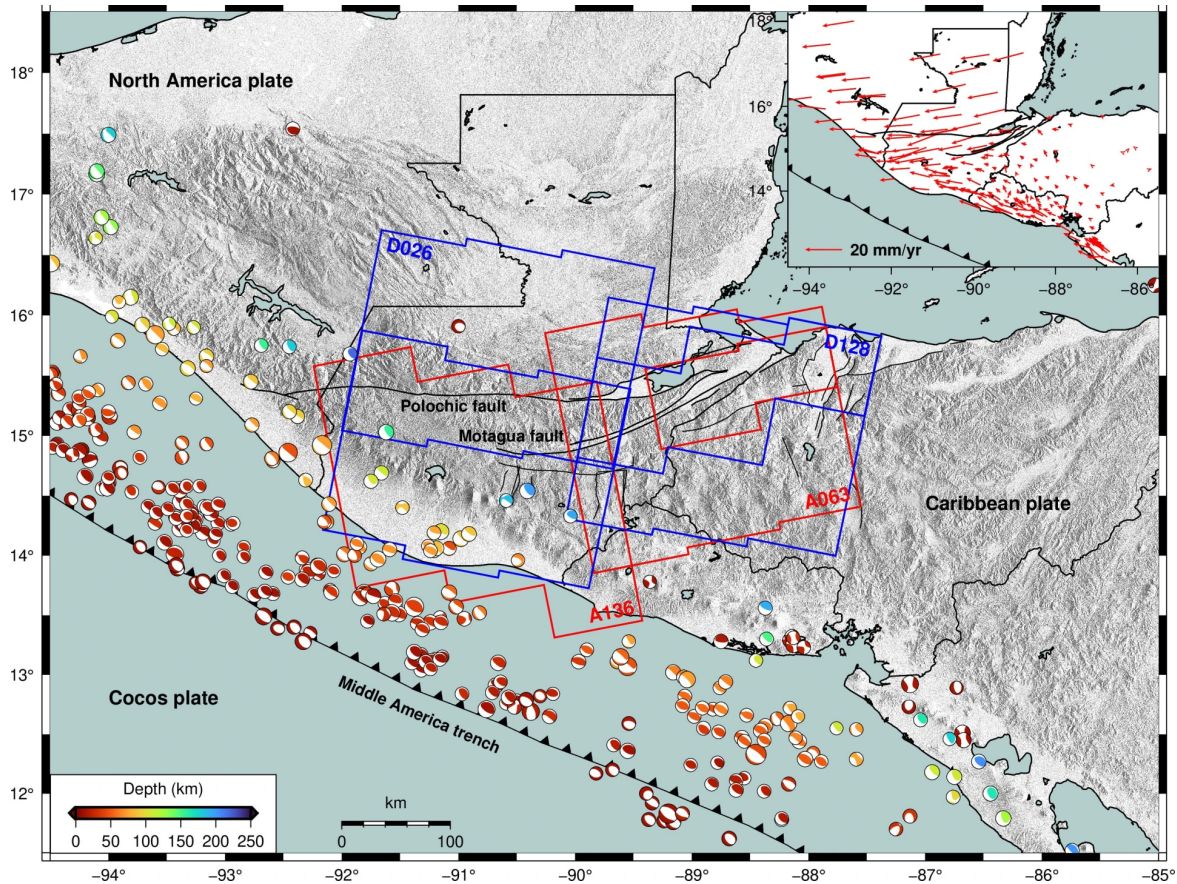 North America plate
D026
D128
Polochic fault
Motagua fault
A063
Caribbean plate
A136
Cocos plate
Middle America trench
Depth (km)
0 50 100 150 200 250
km
0 100
18°
16°
14°
20 mm/yr
−94° −92° −90° −88° −86°
18°
17°
16°
15°
14°
13°
12°
−94° −93° −92° −91° −90° −89° −88° −87° −86° −85°